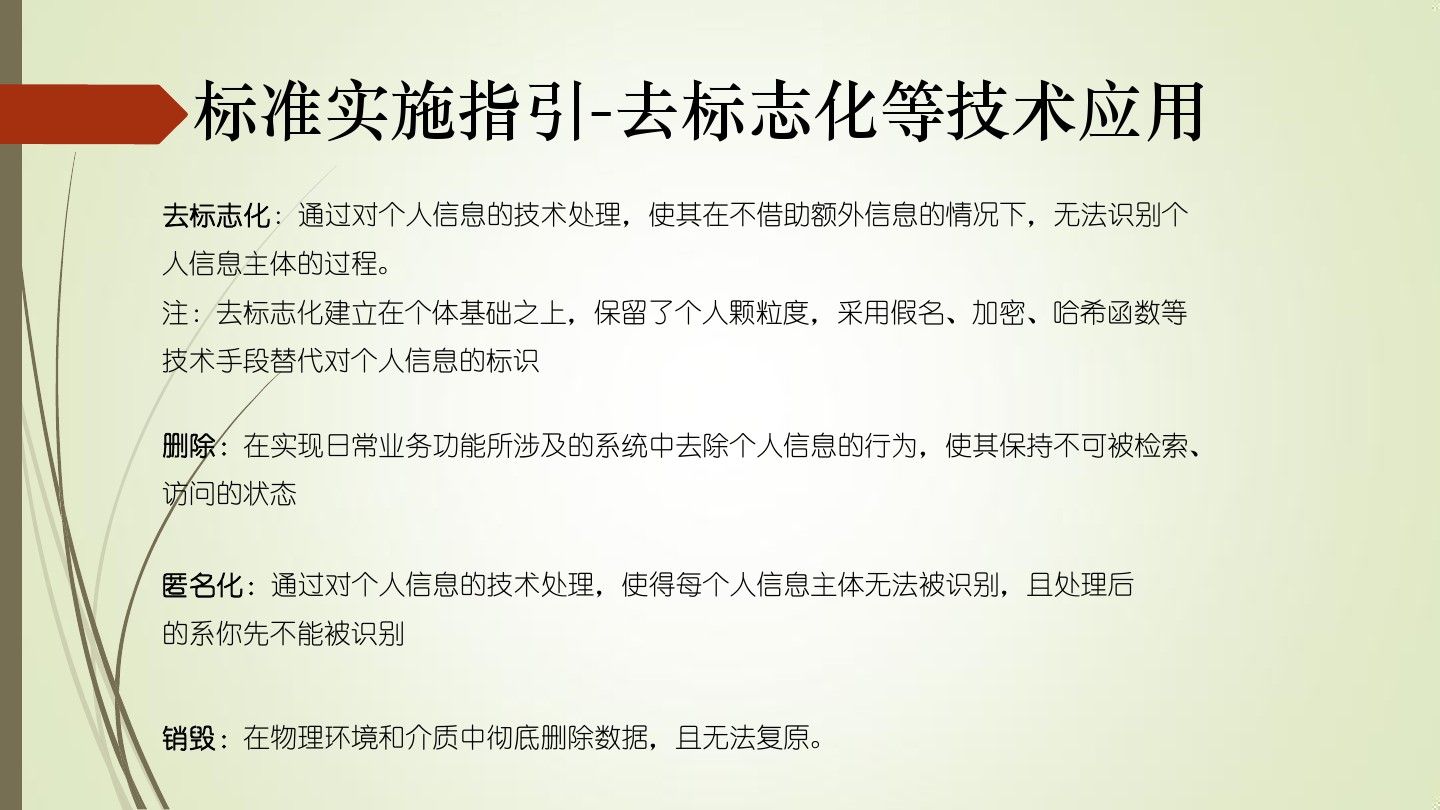 标准实施指引-去标志化等技术应用
去标志化：通过对个人信息的技术处理，使其在不借助额外信息的情况下，无法识别个
人信息主体的过程。
注：去标志化建立在个体基础之上，保留了个人颗粒度，采用假名、加密、哈希函数等
技术手段替代对个人信息的标识
删除：在实现日常业务功能所涉及的系统中去除个人信息的行为，使其保持不可被检索、
访问的状态
匿名化：通过对个人信息的技术处理，使得每个人信息主体无法被识别，且处理后
的系你先不能被识别
销毁：在物理环境和介质中彻底删除数据，且无法复原。